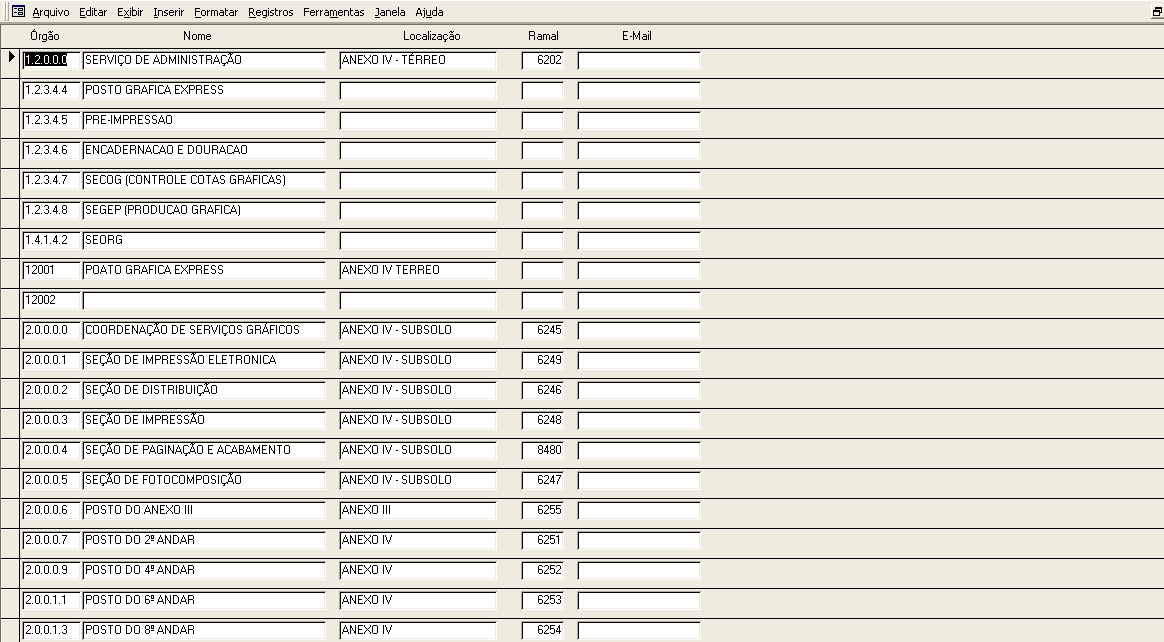 Arquivo Editar Exibir Inserir Formatar Registros Ferramentas Janela Ajuda
Órgão Nome Localização Ramal E-Mail
1.2.0.0.0 SERVIÇO DE ADMINISTRAÇÃO ANEXO IV - TÉRREO 6202
1.2.3.4.4 POSTO GRAFICA EXPRESS
1.2.3.4.5 PRE-IMPRESSAO
1.2.3.4.6 ENCADERNACAO E DOURACAO
1.2.3.4.7 SECOG (CONTROLE COTAS GRAFICAS)
1.2.3.4.8 SEGEP (PRODUCAO GRAFICA)
1.4.1.4.2 SEORG
12001 POATO GRAFICA EXPRESS ANEXO IV TERREO
12002
2.0.0.0.0 COORDENAÇÃO DE SERVIÇOS GRÁFICOS ANEXO IV - SUBSOLO 6245
2.0.0.0.1 SEÇÃO DE IMPRESSÃO ELETRONICA ANEXO IV - SUBSOLO 6249
2.0.0.0.2 SEÇÃO DE DISTRIBUIÇÃO ANEXO IV - SUBSOLO 6246
2.0.0.0.3 SEÇÃO DE IMPRESSÃO ANEXO IV - SUBSOLO 6248
2.0.0.0.4 SEÇÃO DE PAGINAÇÃO E ACABAMENTO ANEXO IV - SUBSOLO 8480
2.0.0.0.5 SEÇÃO DE FOTOCOMPOSIÇÃO ANEXO IV - SUBSOLO 6247
2.0.0.0.6 POSTO DO ANEXO III ANEXO III 6255
2.0.0.0.7 POSTO DO 2º ANDAR ANEXO IV 6251
2.0.0.0.9 POSTO DO 4º ANDAR ANEXO IV 6252
2.0.0.1.1 POSTO DO 6º ANDAR ANEXO IV 6253
2.0.0.1.3 POSTO DO 8º ANDAR ANEXO IV 6254